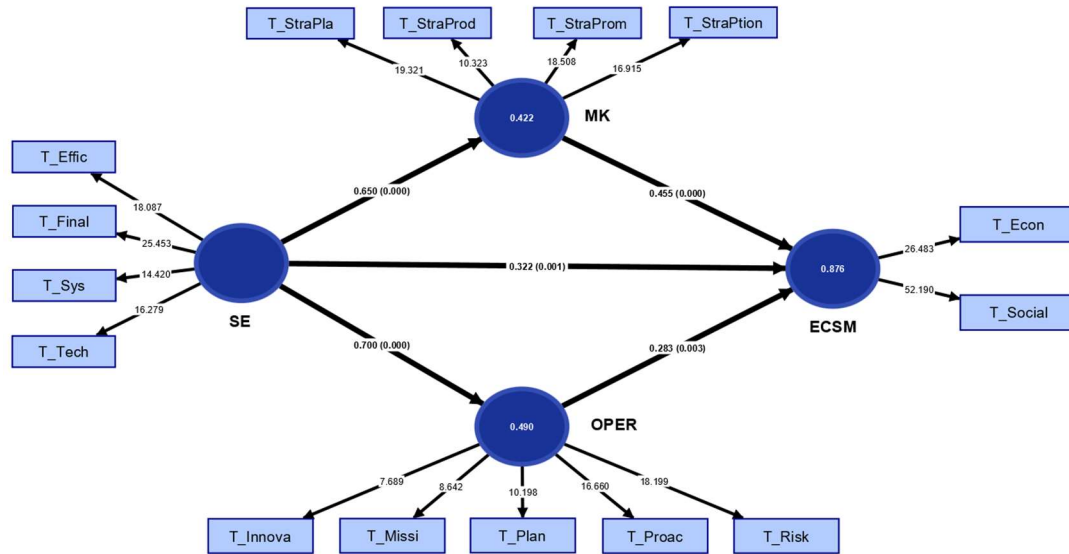 T_StraPla
T_StraProd
T_StraProm
T_StraPtion
19.321
10.323
18.508
16.915
0.422
MK
T_Effic
18.087
T_Final
25.453
T_Sys
14.420
T_Tech
16.279
SE
0.650 (0.000)
0.455 (0.000)
0.322 (0.001)
0.700 (0.000)
0.283 (0.003)
0.876
ECSM
26.483
T_Econ
52.190
T_Social
0.490
OPER
7.689
8.642
10.198
16.660
18.199
T_Innova
T_Missi
T_Plan
T_Proac
T_Risk